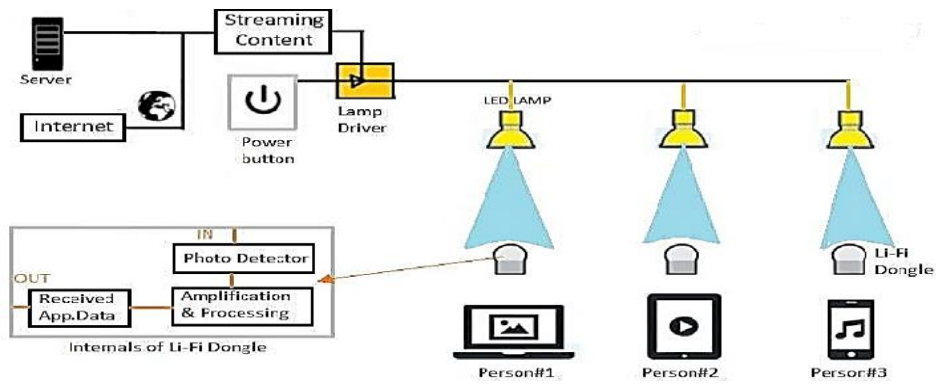 Streaming
Content
Server
Internet
Power
button
Lamp
Driver
LED LAMP
Li-Fi
Dongle
IN
Photo Detector
OUT
Received
App.Data
Amplification
& Processing
Internals of Li-Fi Dongle
Person#1
Person#2
Person#3